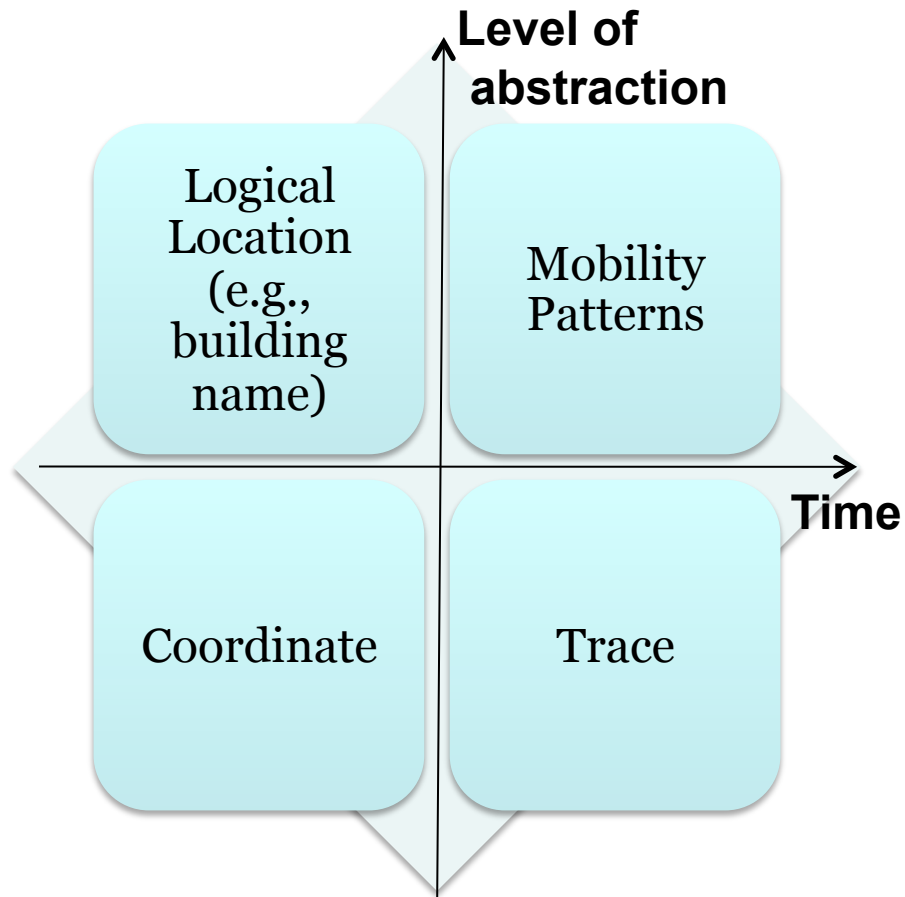 Level of
abstraction
Logical
Location
(e.g.,
building
name)
Mobility
Patterns
Time
Coordinate
Trace